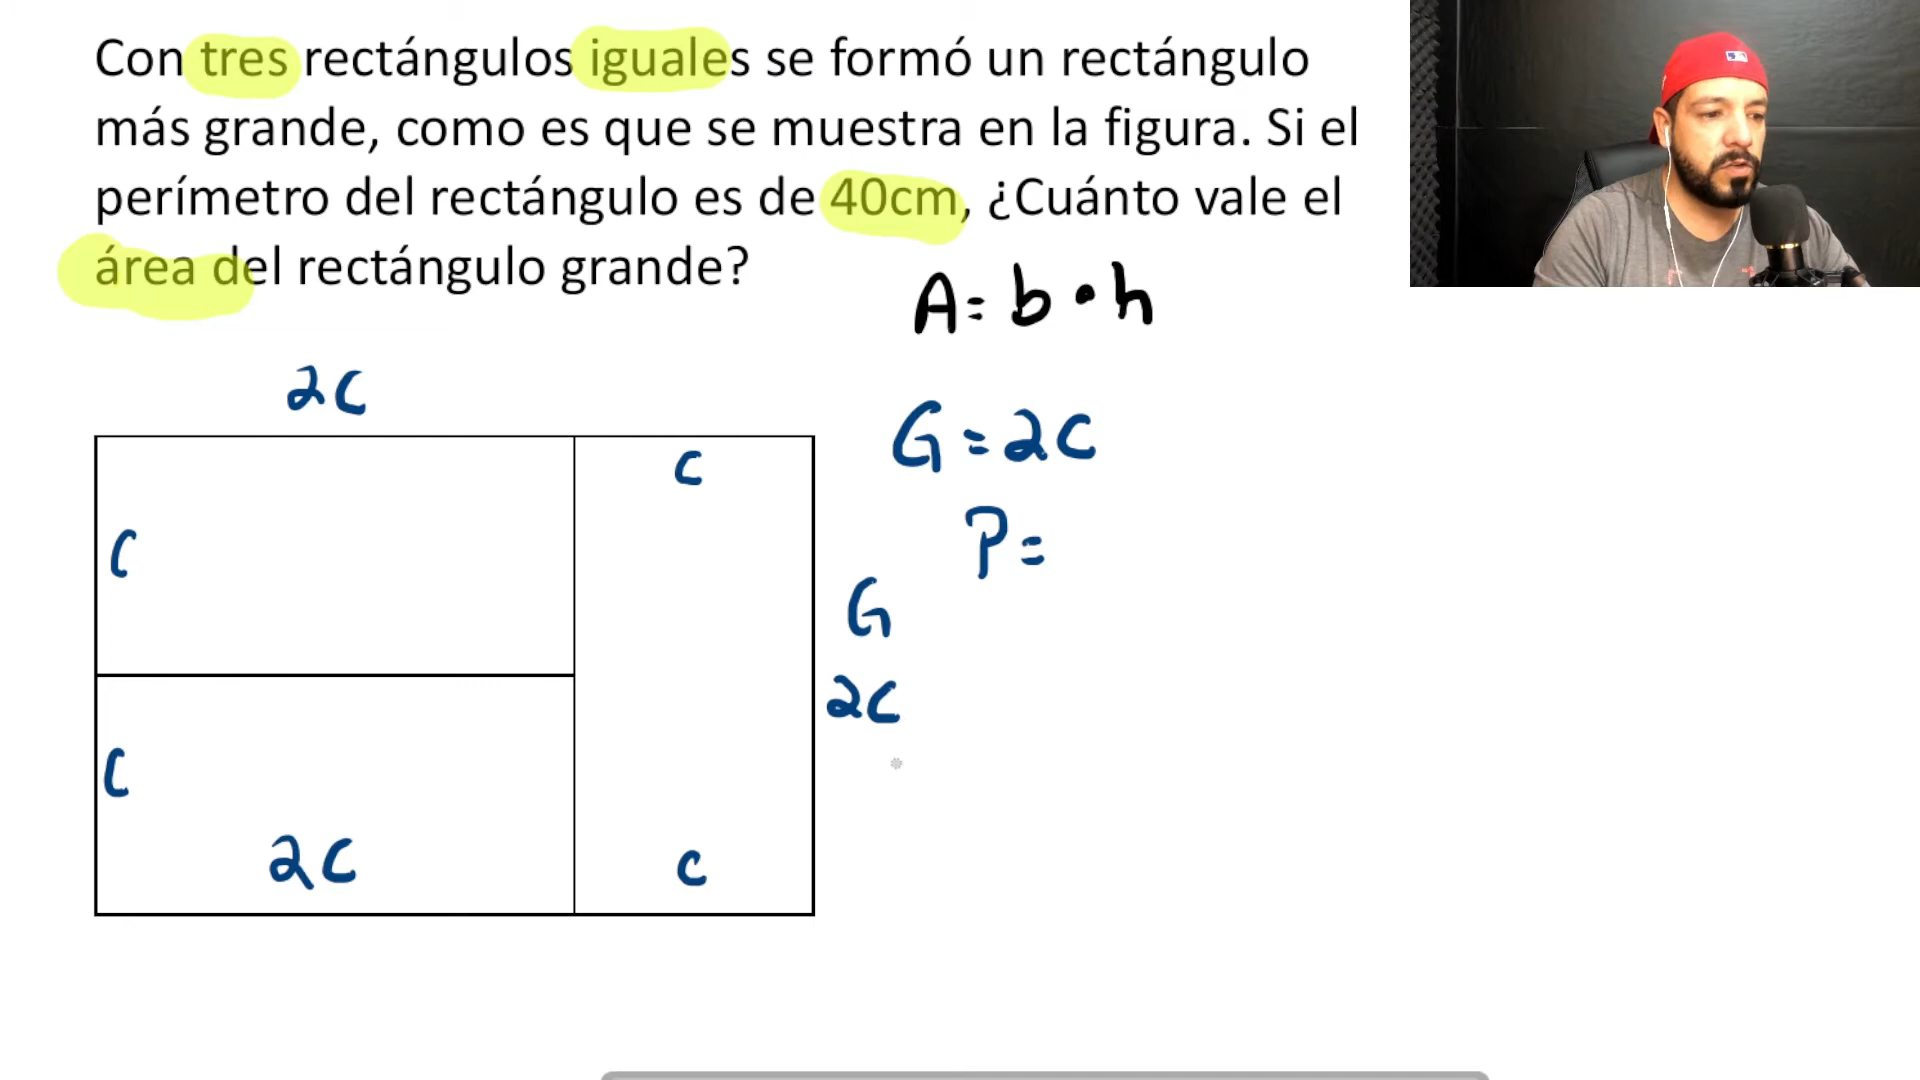 Con tres rectángulos iguales se formó un rectángulo
más grande, como es que se muestra en la figura. Si el
perímetro del rectángulo es de 40cm, ¿Cuánto vale el
área del rectángulo grande?
A = b • h
2C
G = 2C
C
P =
C
G
2C
C
2C
C